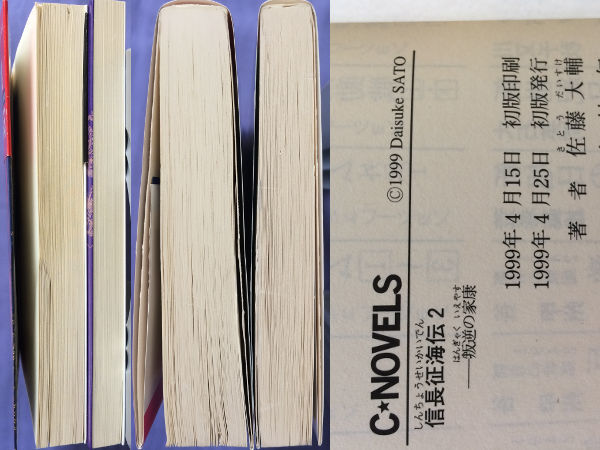 C★NOVELS
©1999 Daisuke SATO
しんちょうせいかいでん
信長征海伝 2
はんぎゃく いえやす
——叛逆の家康
1999年 4 月15日 初版印刷
1999年 4 月25日 初版発行
さとう だいすけ
著 者 佐藤 大輔